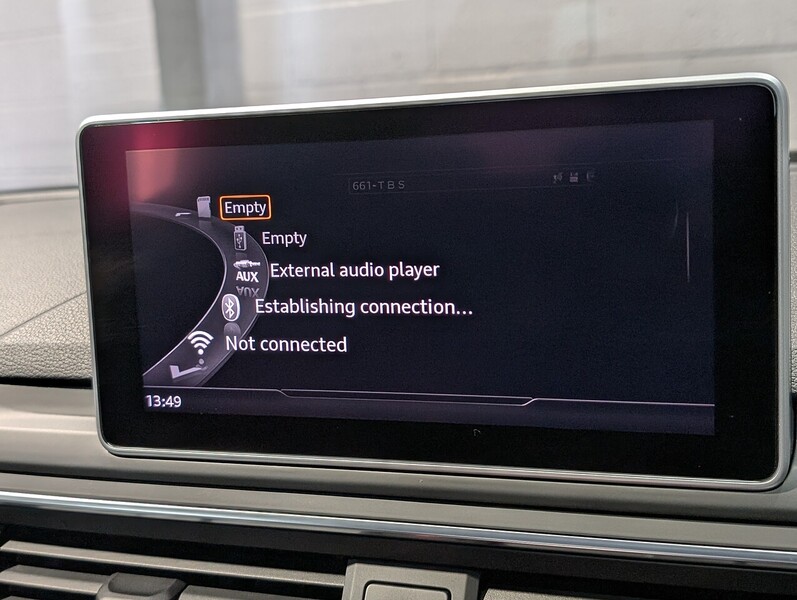 661-TBS
Empty
Empty
AUX
External audio player
Establishing connection...
Not connected
13:49